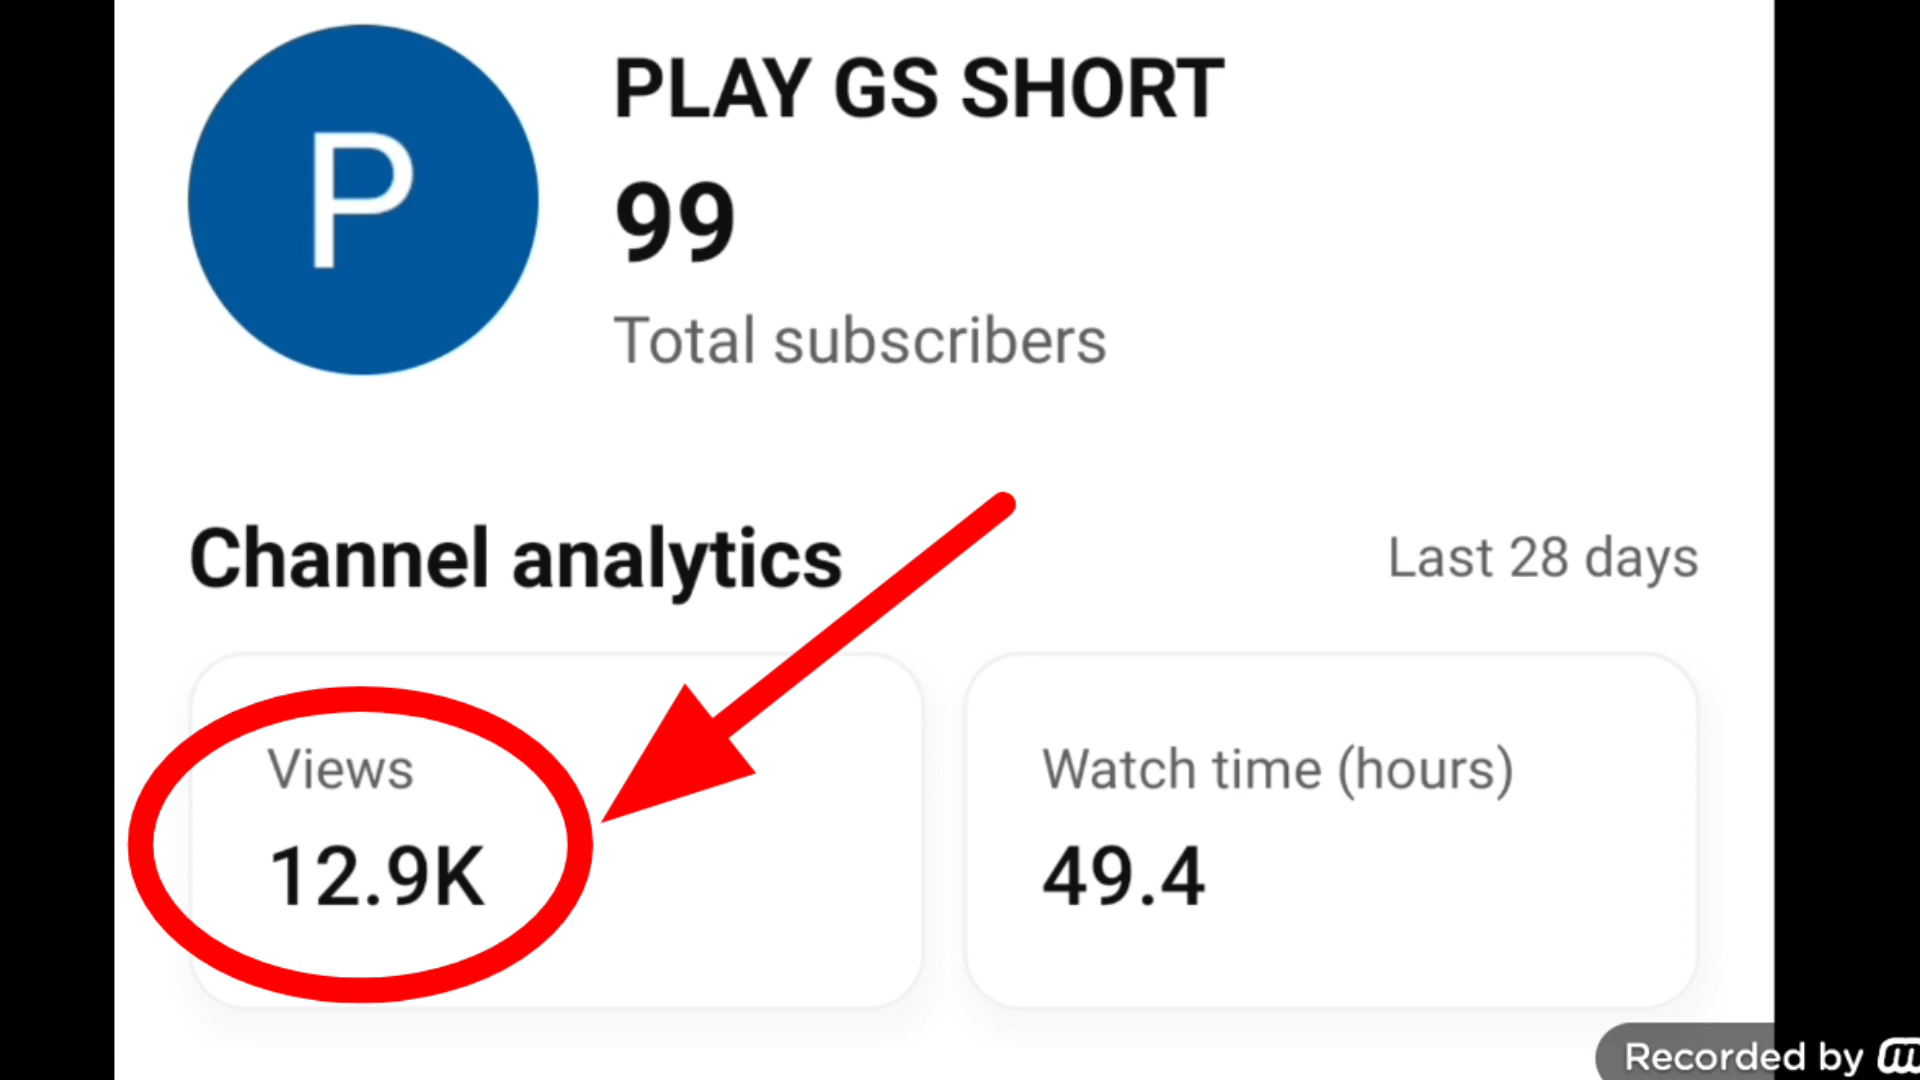 P
PLAY GS SHORT
99
Total subscribers
Channel analytics
Last 28 days
Views
12.9K
Watch time (hours)
49.4
Recorded by